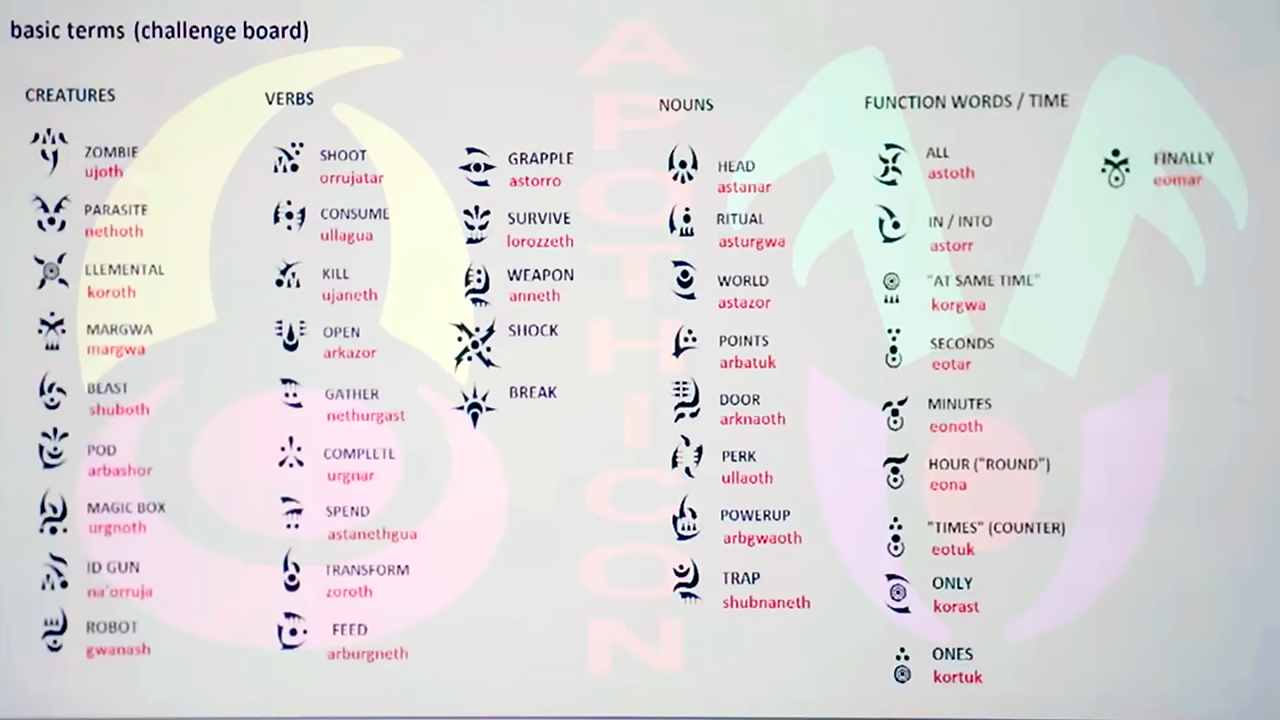 basic terms (challenge board)
APOTHICON
CREATURES
ZOMBIE
ujoth
PARASITE
nethoth
ELEMENTAL
koroth
MARGWA
margwa
BEAST
shuboth
POD
arbashor
MAGIC BOX
urgnoth
ID GUN
na'orruja
ROBOT
gwanash
VERBS
SHOOT
orrujatar
CONSUME
ullagua
KILL
ujaneth
OPEN
arkazor
GATHER
nethurgast
COMPLETE
urgnar
SPEND
astanethgua
TRANSFORM
zoroth
FEED
arburgneth
GRAPPLE
astorro
SURVIVE
lorozzeth
WEAPON
anneth
SHOCK
BREAK
NOUNS
HEAD
astanar
RITUAL
asturgwa
WORLD
astazor
POINTS
arbatuk
DOOR
arknaoth
PERK
ullaoth
POWERUP
arbgwaoth
TRAP
shubnaneth
FUNCTION WORDS / TIME
ALL
astoth
IN / INTO
astorr
"AT SAME TIME"
korgwa
SECONDS
eotar
MINUTES
eonoth
HOUR ("ROUND")
eona
"TIMES" (COUNTER)
eotuk
ONLY
korast
ONES
kortuk
FINALLY
eomar